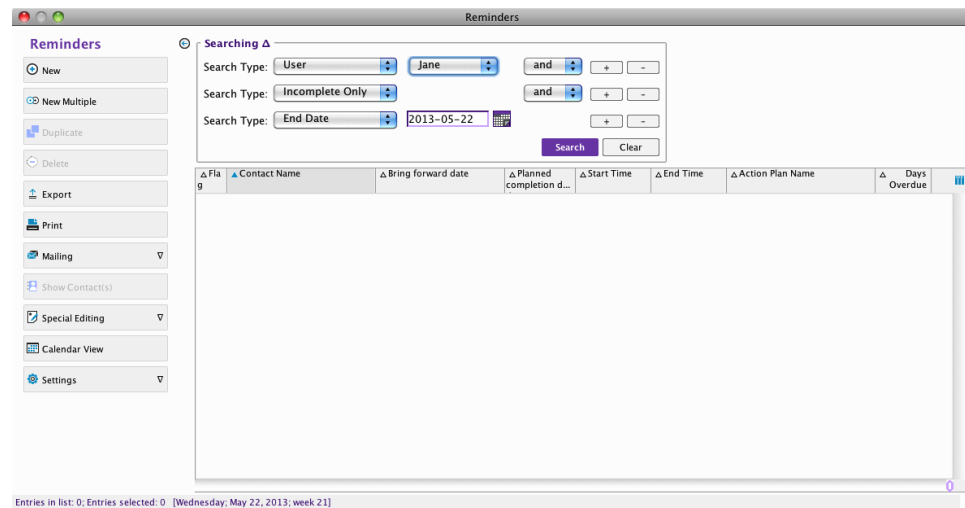 Reminders
Reminders
New
New Multiple
Duplicate
Delete
Export
Print
Mailing
Show Contact(s)
Special Editing
Calendar View
Settings
Searching Δ
Search Type: User Jane and + -
Search Type: Incomplete Only and + -
Search Type: End Date 2013-05-22 + -
Search Clear
Flag Contact Name Bring forward date Planned completion d... Start Time End Time Action Plan Name Days Overdue
0
Entries in list: 0; Entries selected: 0 [Wednesday; May 22, 2013; week 21]